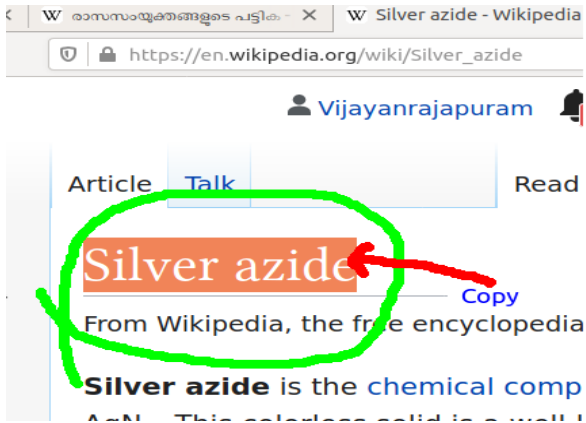 രാസസംയുക്തങ്ങളുടെ പട്ടിക -
Silver azide - Wikipedia
https://en.wikipedia.org/wiki/Silver_azide
Vijayanrajapuram
Article Talk Read
Silver azide
Copy
From Wikipedia, the free encyclopedia
Silver azide is the chemical comp